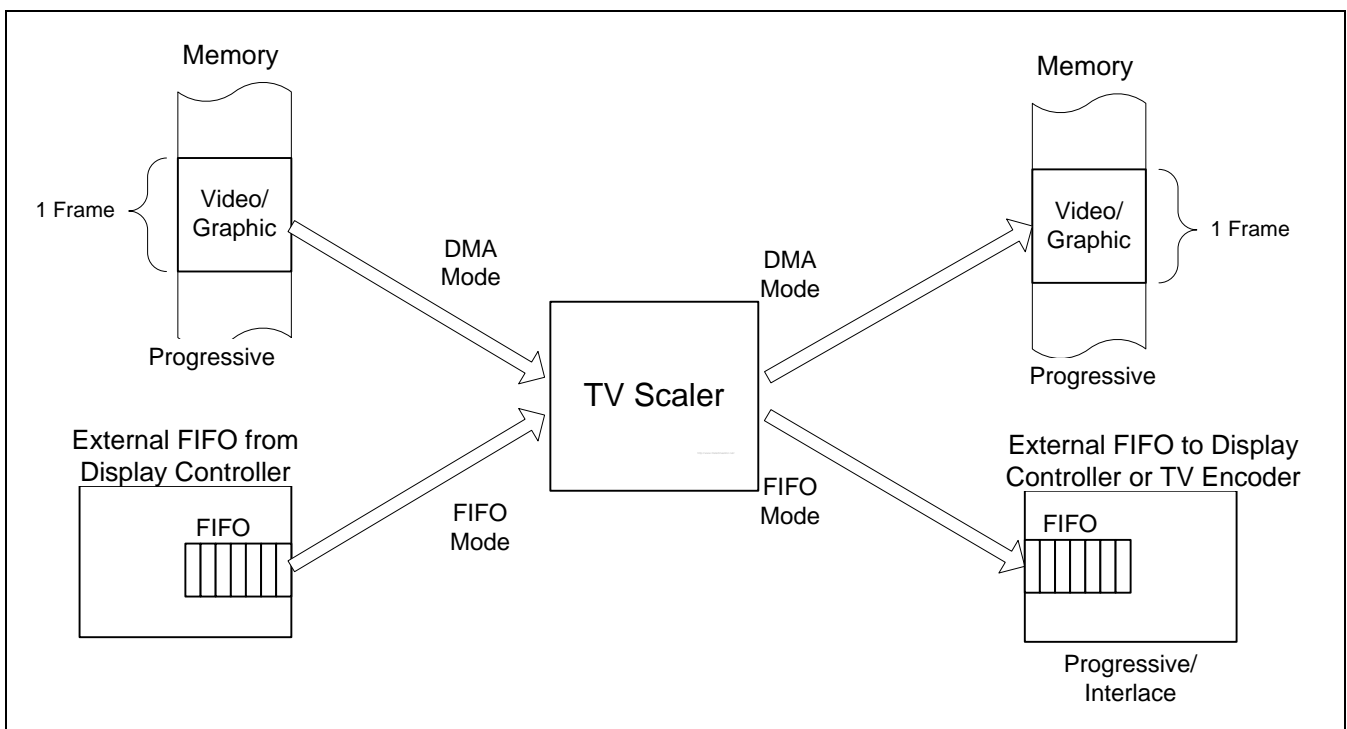 Memory
Video/
Graphic
1 Frame
Progressive
DMA
Mode
External FIFO from
Display Controller
FIFO
FIFO
Mode
TV Scaler
DMA
Mode
FIFO
Mode
Memory
Video/
Graphic
1 Frame
Progressive
External FIFO to Display
Controller or TV Encoder
FIFO
Progressive/
Interlace